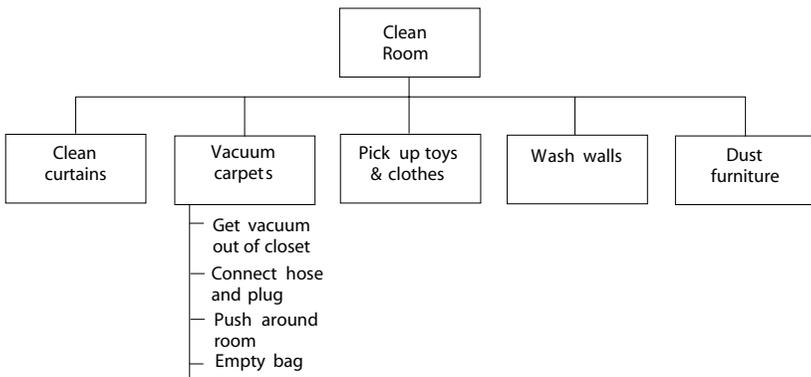 Clean
Room
Clean
curtains
Vacuum
carpets
Pick up toys
& clothes
Wash walls
Dust
furniture
Get vacuum
out of closet
Connect hose
and plug
Push around
room
Empty bag